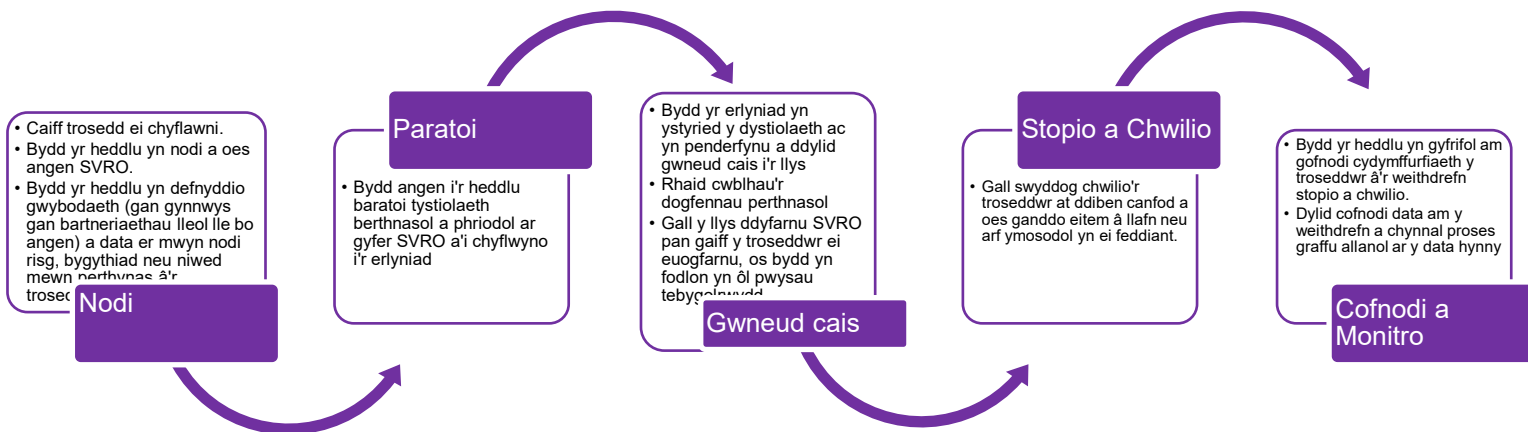 • Caiff trosedd ei chyflawni.
• Bydd yr heddlu yn nodi a oes
angen SVRO.
• Bydd yr heddlu yn defnyddio
gwybodaeth (gan gynnwys
gan bartneriaethau lleol lle bo
angen) a data er mwyn nodi
risg, bygythiad neu niwed
mewn perthynas â'r
Nodi
Paratoi
• Bydd angen i'r heddlu
baratoi tystiolaeth
berthnasol a phriodol ar
gyfer SVRO a'i chyflwyno
i'r erlyniad
• Bydd yr erlyniad yn
ystyried y dystiolaeth ac
yn penderfynu a ddylid
gwneud cais i'r llys
• Rhaid cwblhau'r
dogfennau perthnasol
• Gall y llys ddyfarnu SVRO
pan gaiff y troseddwr ei
euogfarnu, os bydd yn
fodlon yn ôl pwysau
tebygolrwydd
Gwneud cais
Stopio a Chwilio
• Gall swyddog chwilio'r
troseddwr at ddiben canfod a
oes ganddo eitem â llafn neu
arf ymosodol yn ei feddiant.
• Bydd yr heddlu yn gyfrifol am
gofnodi cydymffurfiaeth y
troseddwr â'r weithdrefn
stopio a chwilio.
• Dylid cofnodi data am y
weithdrefn a chynnal proses
graffu allanol ar y data hynny
Cofnodi a
Monitro